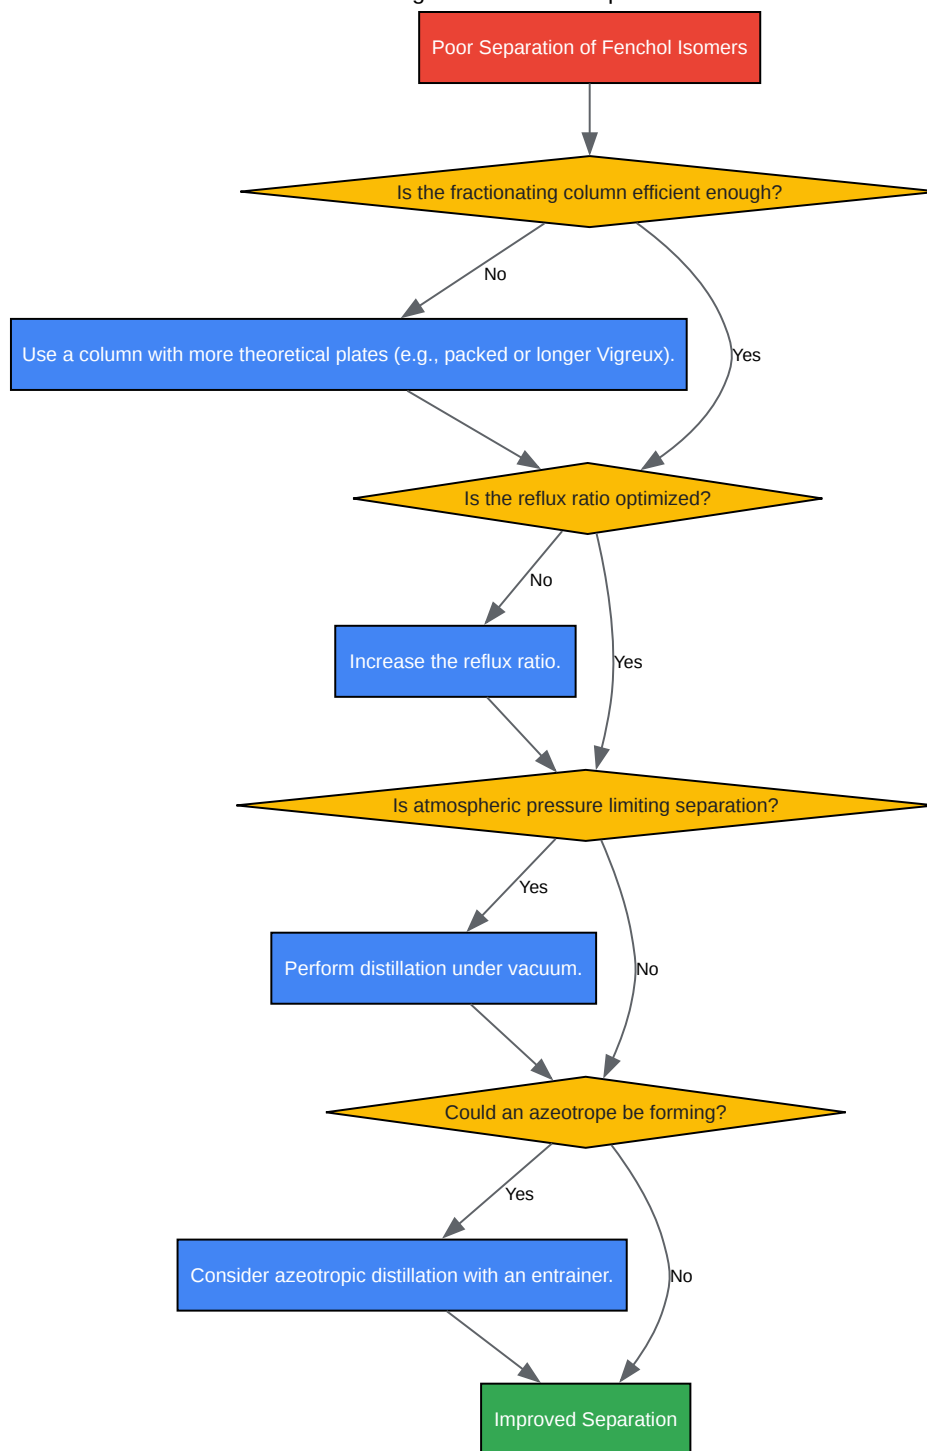 Poor Separation of Fenchol Isomers
Is the fractionating column efficient enough?
No
Use a column with more theoretical plates (e.g., packed or longer Vigreux).
Yes
Is the reflux ratio optimized?
No
Increase the reflux ratio.
Yes
Is atmospheric pressure limiting separation?
Yes
Perform distillation under vacuum.
No
Could an azeotrope be forming?
Yes
Consider azeotropic distillation with an entrainer.
No
Improved Separation